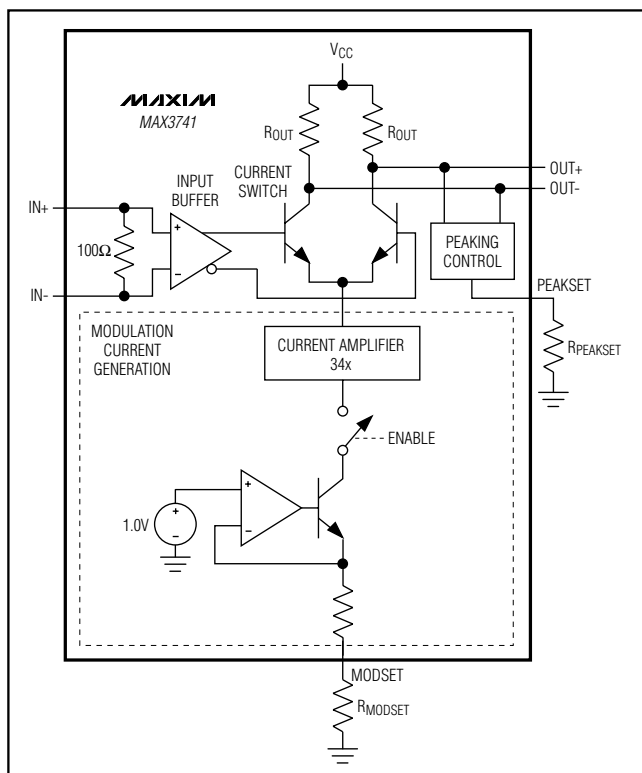 VCC
MAXIM
MAX3741
ROUT
ROUT
INPUT
BUFFER
CURRENT
SWITCH
OUT+
OUT-
IN+
+
100Ω
-
IN-
PEAKING
CONTROL
PEAKSET
RPEAKSET
MODULATION
CURRENT
GENERATION
CURRENT AMPLIFIER
34x
ENABLE
1.0V
+
-
+
-
MODSET
RMODSET